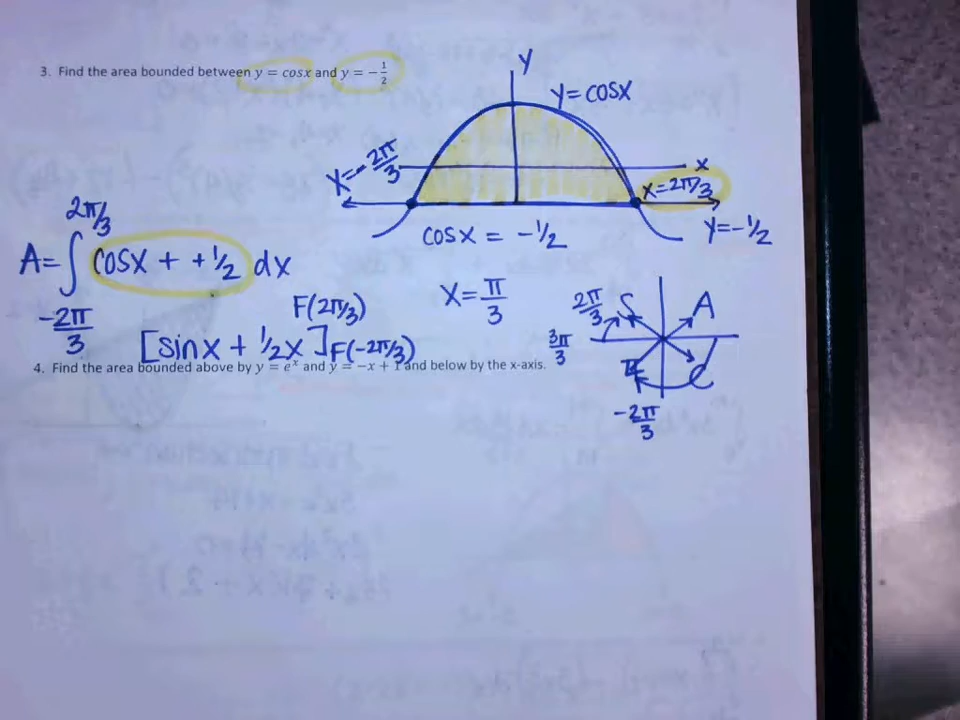 3. Find the area bounded between y = cosx and y = -1/2
Y
y=cosx
x
x=-2π/3
x=2π/3
y=-1/2
cosx = -1/2
2π/3
A=∫ cosx + +1/2 dx
-2π/3
x=π/3
F(2π/3)
[sinx + 1/2x]F(-2π/3)
2π/3
S
A
3π/3
C
-2π/3
4. Find the area bounded above by y = e^x and y = -x + 1 and below by the x-axis.